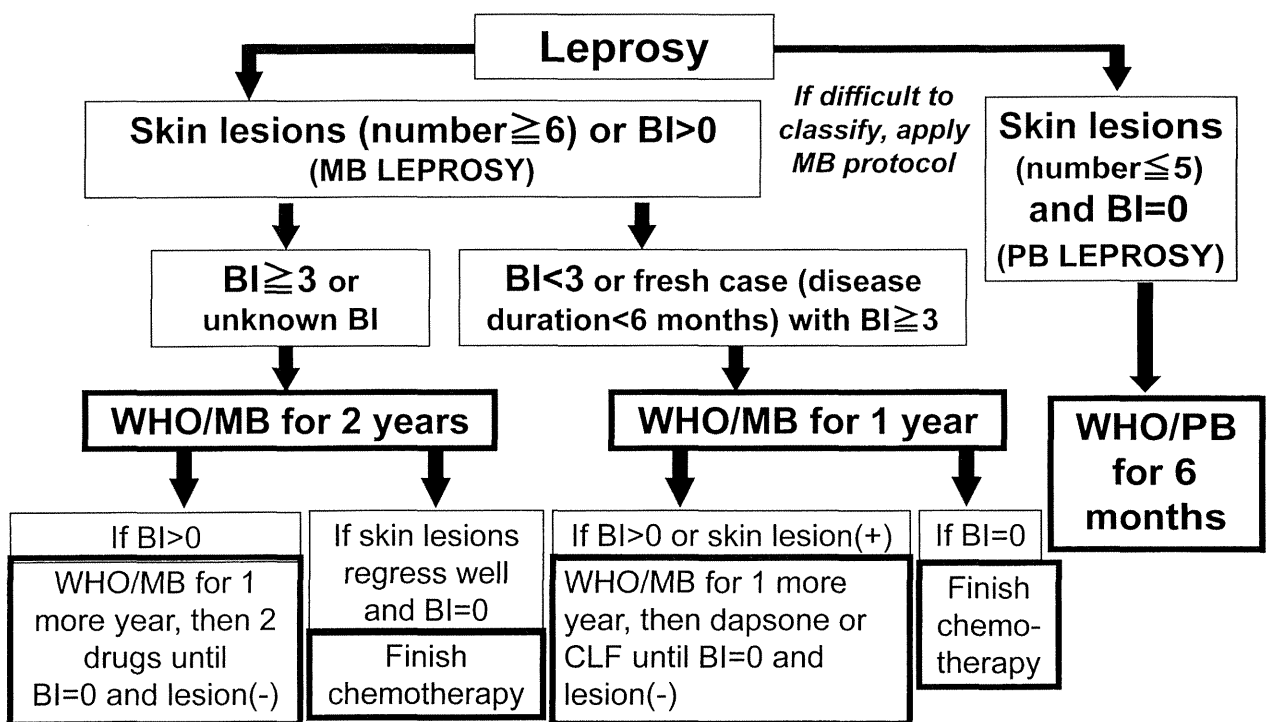 Leprosy
Skin lesions (number≧6) or BI>0
(MB LEPROSY)
If difficult to
classify, apply
MB protocol
Skin lesions
(number≦5)
and BI=0
(PB LEPROSY)
BI≧3 or
unknown BI
BI<3 or fresh case (disease
duration<6 months) with BI≧3
WHO/MB for 2 years
WHO/MB for 1 year
WHO/PB
for 6
months
If BI>0
WHO/MB for 1
more year, then 2
drugs until
BI=0 and lesion(-)
If skin lesions
regress well
and BI=0
Finish
chemotherapy
If BI>0 or skin lesion(+)
WHO/MB for 1 more
year, then dapsone or
CLF until BI=0 and
lesion(-)
If BI=0
Finish
chemo-
therapy